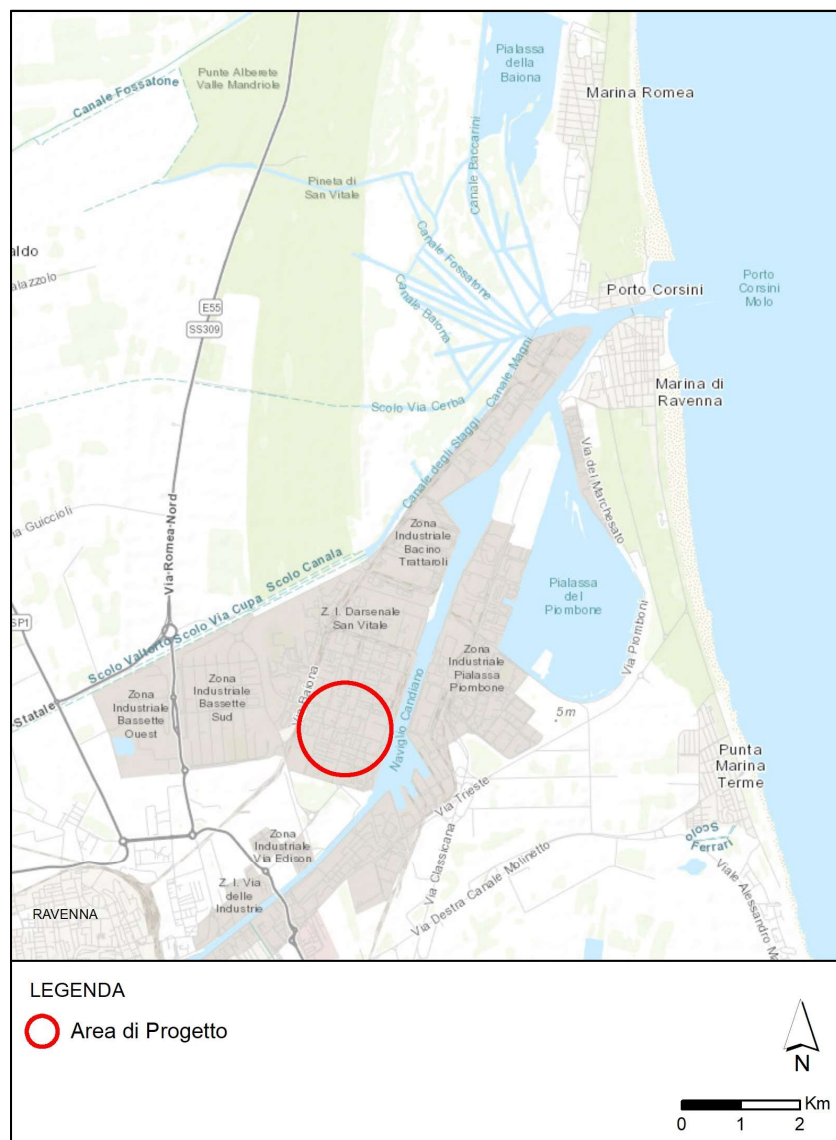 Pialassa
della
Baiona
Punte Alberete
Valle Mandriole
Canale Fossatone
Marina Romea
Canale Baccarini
Pineta di
San Vitale
aldo
alazzolo
Canale Fossatone
Canale Baiona
E55
SS309
Porto Corsini
Porto
Corsini
Molo
Canale Magni
Marina di
Ravenna
Scolo Via Cerba
Canale degli Staggi
Via del Marchesato
Via Romea Nord
ia Guiccioli
Zona
Industriale
Bacino
Trattaroli
Scolo Canala
Scolo Via Cupa
Scolo Valtorto
Pialassa
del
Piombone
Z. I. Darsenale
San Vitale
SP1
Via Piomboni
Zona
Industriale
Pialassa
Piombone
Via Baiona
Zona
Industriale
Bassette
Sud
Zona
Industriale
Bassette
Ouest
Statale
Naviglio Candiano
5 m
Punta
Marina
Terme
Via Trieste
Scolo
Ferrari
Zona
Industriale
Via Edison
Via Classicana
Via Destra Canale Molinetto
Viale Alessandro Ma
Z. I. Via
delle
Industrie
RAVENNA
LEGENDA
Area di Progetto
N
Km
0 1 2